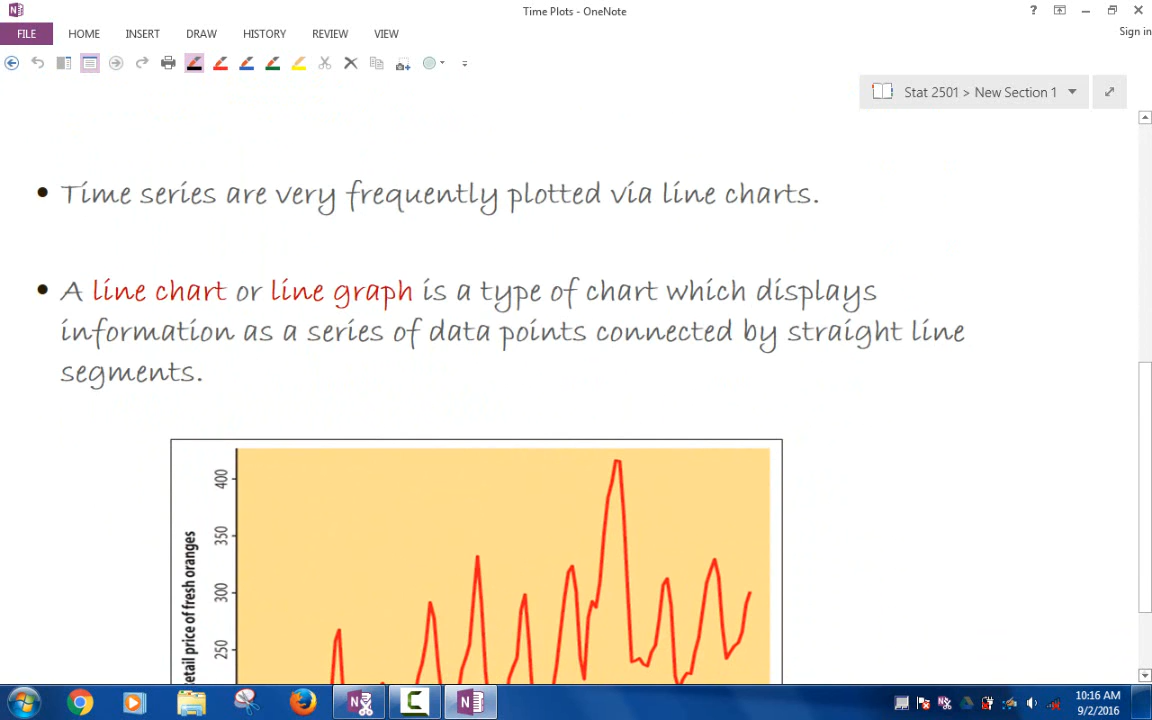 Time Plots - OneNote
?
Sign in
FILE HOME INSERT DRAW HISTORY REVIEW VIEW
Stat 2501 > New Section 1
• Time series are very frequently plotted via line charts.
• A line chart or line graph is a type of chart which displays
information as a series of data points connected by straight line
segments.
400
350
300
250
etail price of fresh oranges
10:16 AM
9/2/2016